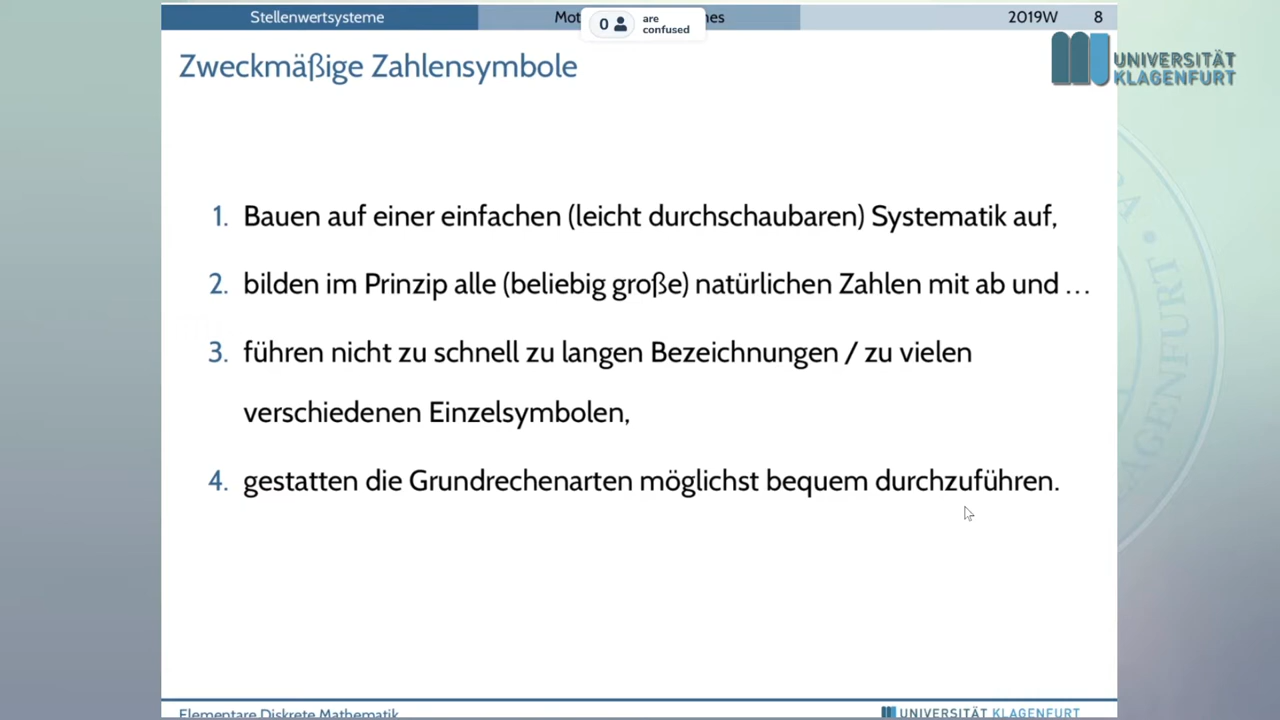 Stellenwertsysteme
2019W 8
0 are confused
Zweckmäßige Zahlensymbole
UNIVERSITÄT
KLAGENFURT
1. Bauen auf einer einfachen (leicht durchschaubaren) Systematik auf,
2. bilden im Prinzip alle (beliebig große) natürlichen Zahlen mit ab und …
3. führen nicht zu schnell zu langen Bezeichnungen / zu vielen
verschiedenen Einzelsymbolen,
4. gestatten die Grundrechenarten möglichst bequem durchzuführen.
KLAGENFURT
Elementare Diskrete Mathematik
UNIVERSITÄT KLAGENFURT